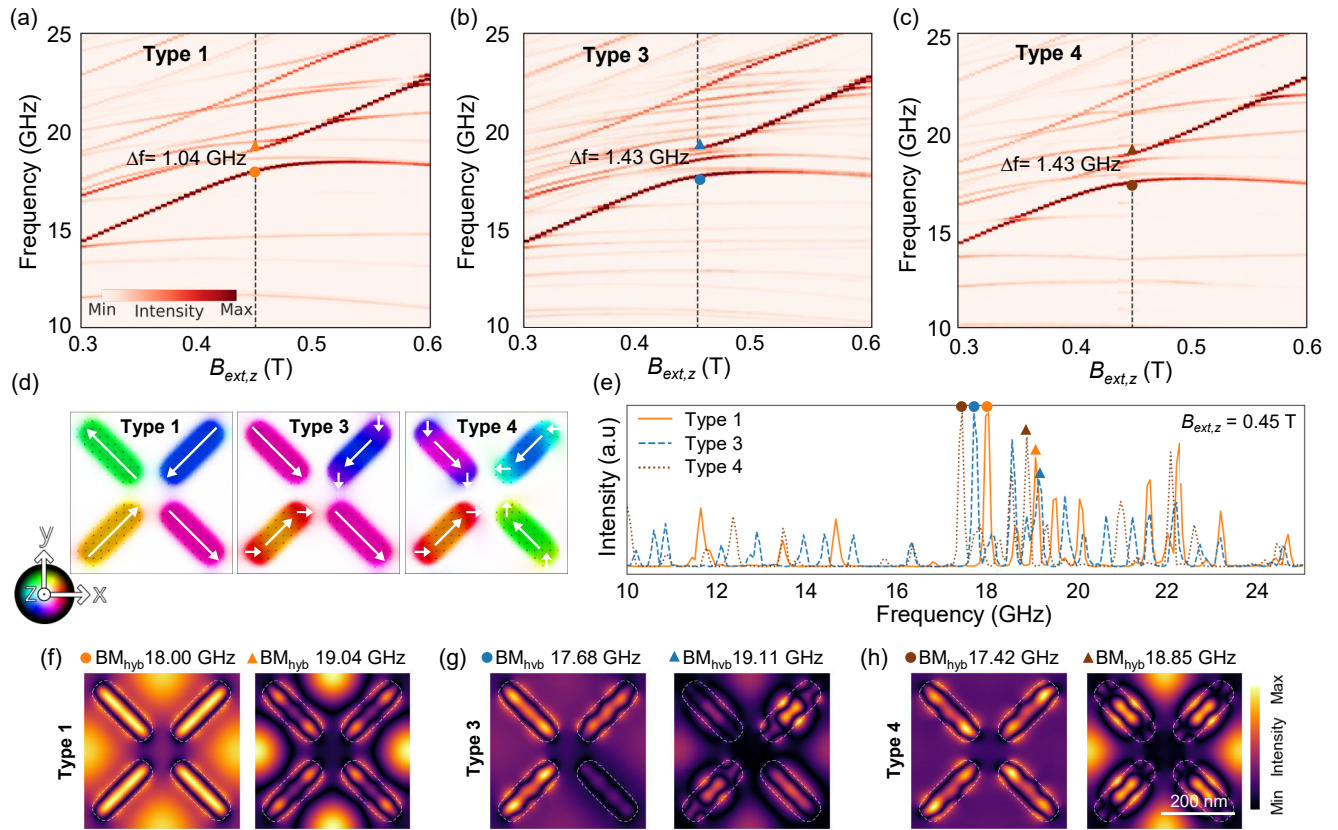 (a)
(b)
(c)
Type 1
Type 3
Type 4
Frequency (GHz)
25
20
15
10
Δf= 1.04 GHz
Min Intensity Max
0.3 0.4 0.5 0.6
B_ext,z (T)
Frequency (GHz)
25
20
15
10
Δf= 1.43 GHz
0.3 0.4 0.5 0.6
B_ext,z (T)
Frequency (GHz)
25
20
15
10
Δf= 1.43 GHz
0.3 0.4 0.5 0.6
B_ext,z (T)
(d)
Type 1
Type 3
Type 4
y
z
x
(e)
Type 1
Type 3
Type 4
B_ext,z = 0.45 T
Intensity (a.u)
10 12 14 16 18 20 22 24
Frequency (GHz)
(f)
BM_hyb 18.00 GHz
BM_hyb 19.04 GHz
Type 1
(g)
BM_hyb 17.68 GHz
BM_hyb 19.11 GHz
Type 3
(h)
BM_hyb 17.42 GHz
BM_hyb 18.85 GHz
Type 4
200 nm
Min Intensity Max